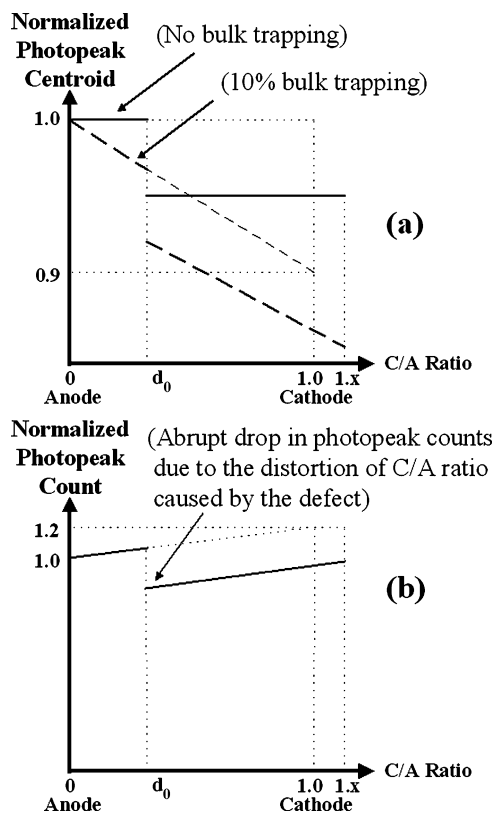 Normalized
Photopeak
Centroid
(No bulk trapping)
(10% bulk trapping)
1.0
(a)
0.9
0 d₀ 1.0 1.x C/A Ratio
Anode Cathode
Normalized
Photopeak
Count
(Abrupt drop in photopeak counts
due to the distortion of C/A ratio
caused by the defect)
1.2
1.0
(b)
0 d₀ 1.0 1.x C/A Ratio
Anode Cathode